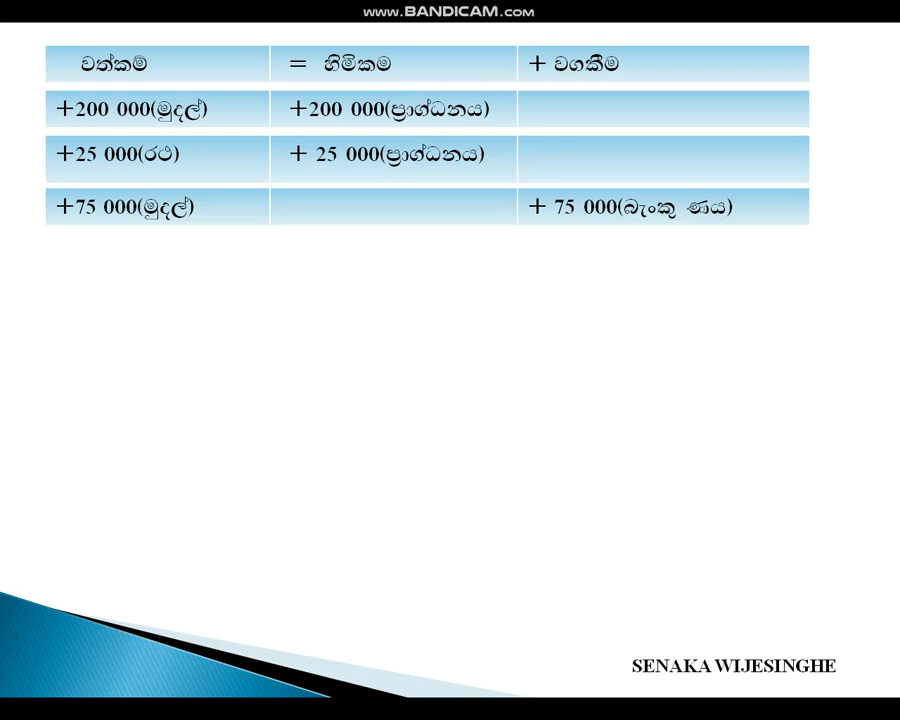 www.BANDICAM.com
වත්කම් = හිමිකම + වගකීම
+200 000(මුදල්) +200 000(ප්‍රාග්ධනය)
+25 000(රථ) + 25 000(ප්‍රාග්ධනය)
+75 000(මුදල්) + 75 000(බැංකු ණය)
SENAKA WIJESINGHE